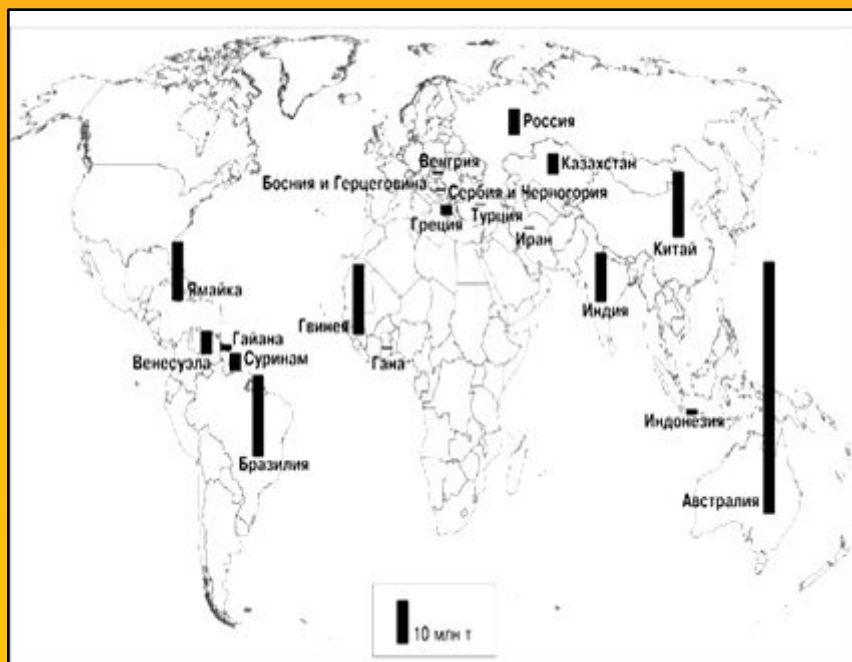 Россия
Венгрия
Казахстан
Босния и Герцеговина
Сербия и Черногория
Турция
Греция
Иран
Китай
Ямайка
Индия
Гвинея
Гайана
Венесуэла
Суринам
Гана
Индонезия
Бразилия
Австралия
10 млн т